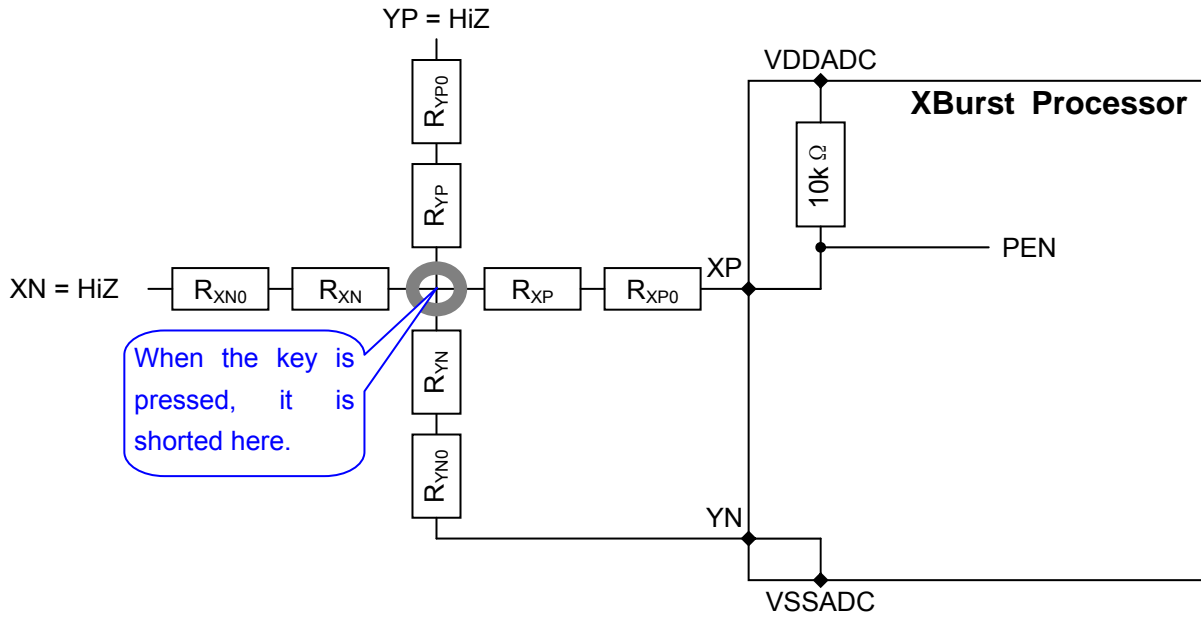 YP = HiZ
VDDADC
XBurst Processor
RYP0
10k Ω
RYP
PEN
XP
XN = HiZ
RXN0
RXN
RXP
RXP0
When the key is
pressed, it is
shorted here.
RYN
RYN0
YN
VSSADC